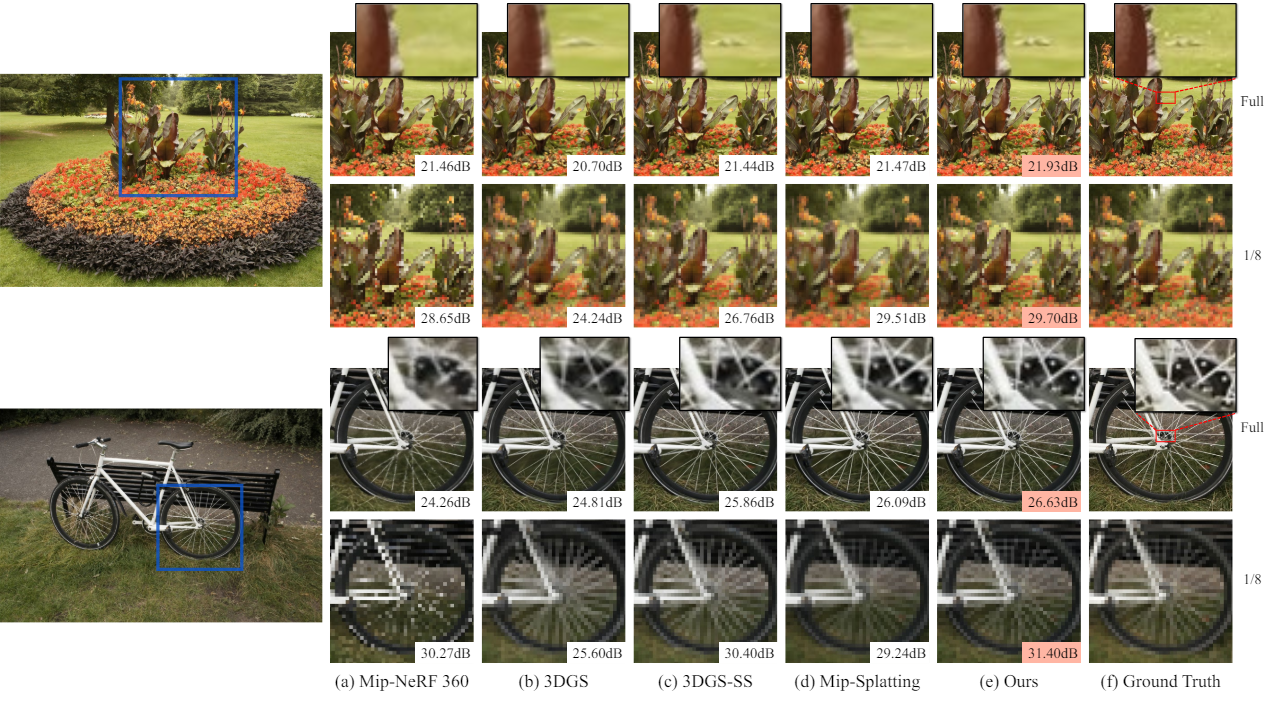 Full
21.46dB 20.70dB 21.44dB 21.47dB 21.93dB
1/8
28.65dB 24.24dB 26.76dB 29.51dB 29.70dB
Full
24.26dB 24.81dB 25.86dB 26.09dB 26.63dB
1/8
30.27dB 25.60dB 30.40dB 29.24dB 31.40dB
(a) Mip-NeRF 360 (b) 3DGS (c) 3DGS-SS (d) Mip-Splatting (e) Ours (f) Ground Truth